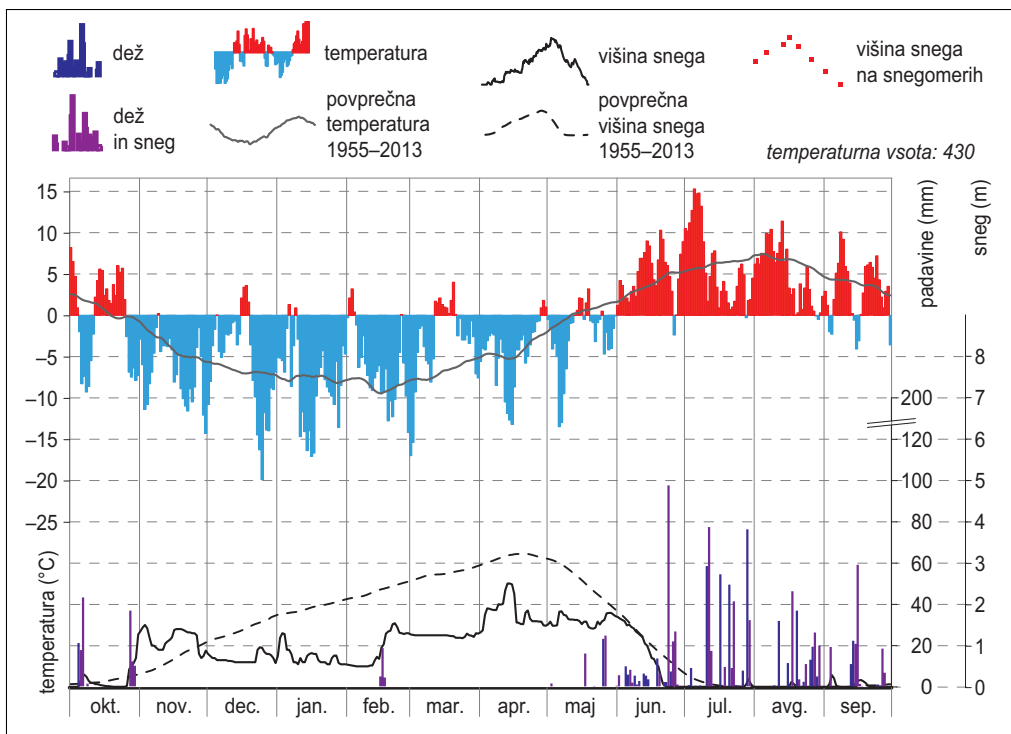 dež
temperatura
višina snega
višina snega
na snegomerih
dež
in sneg
povprečna
temperatura
1955–2013
povprečna
višina snega
1955–2013
temperaturna vsota: 430
15
10
5
0
−5
−10
−15
−20
−25
temperatura (°C)
padavine (mm)
200
120
100
80
60
40
20
0
sneg (m)
8
7
6
5
4
3
2
1
0
okt.
nov.
dec.
jan.
feb.
mar.
apr.
maj
jun.
jul.
avg.
sep.